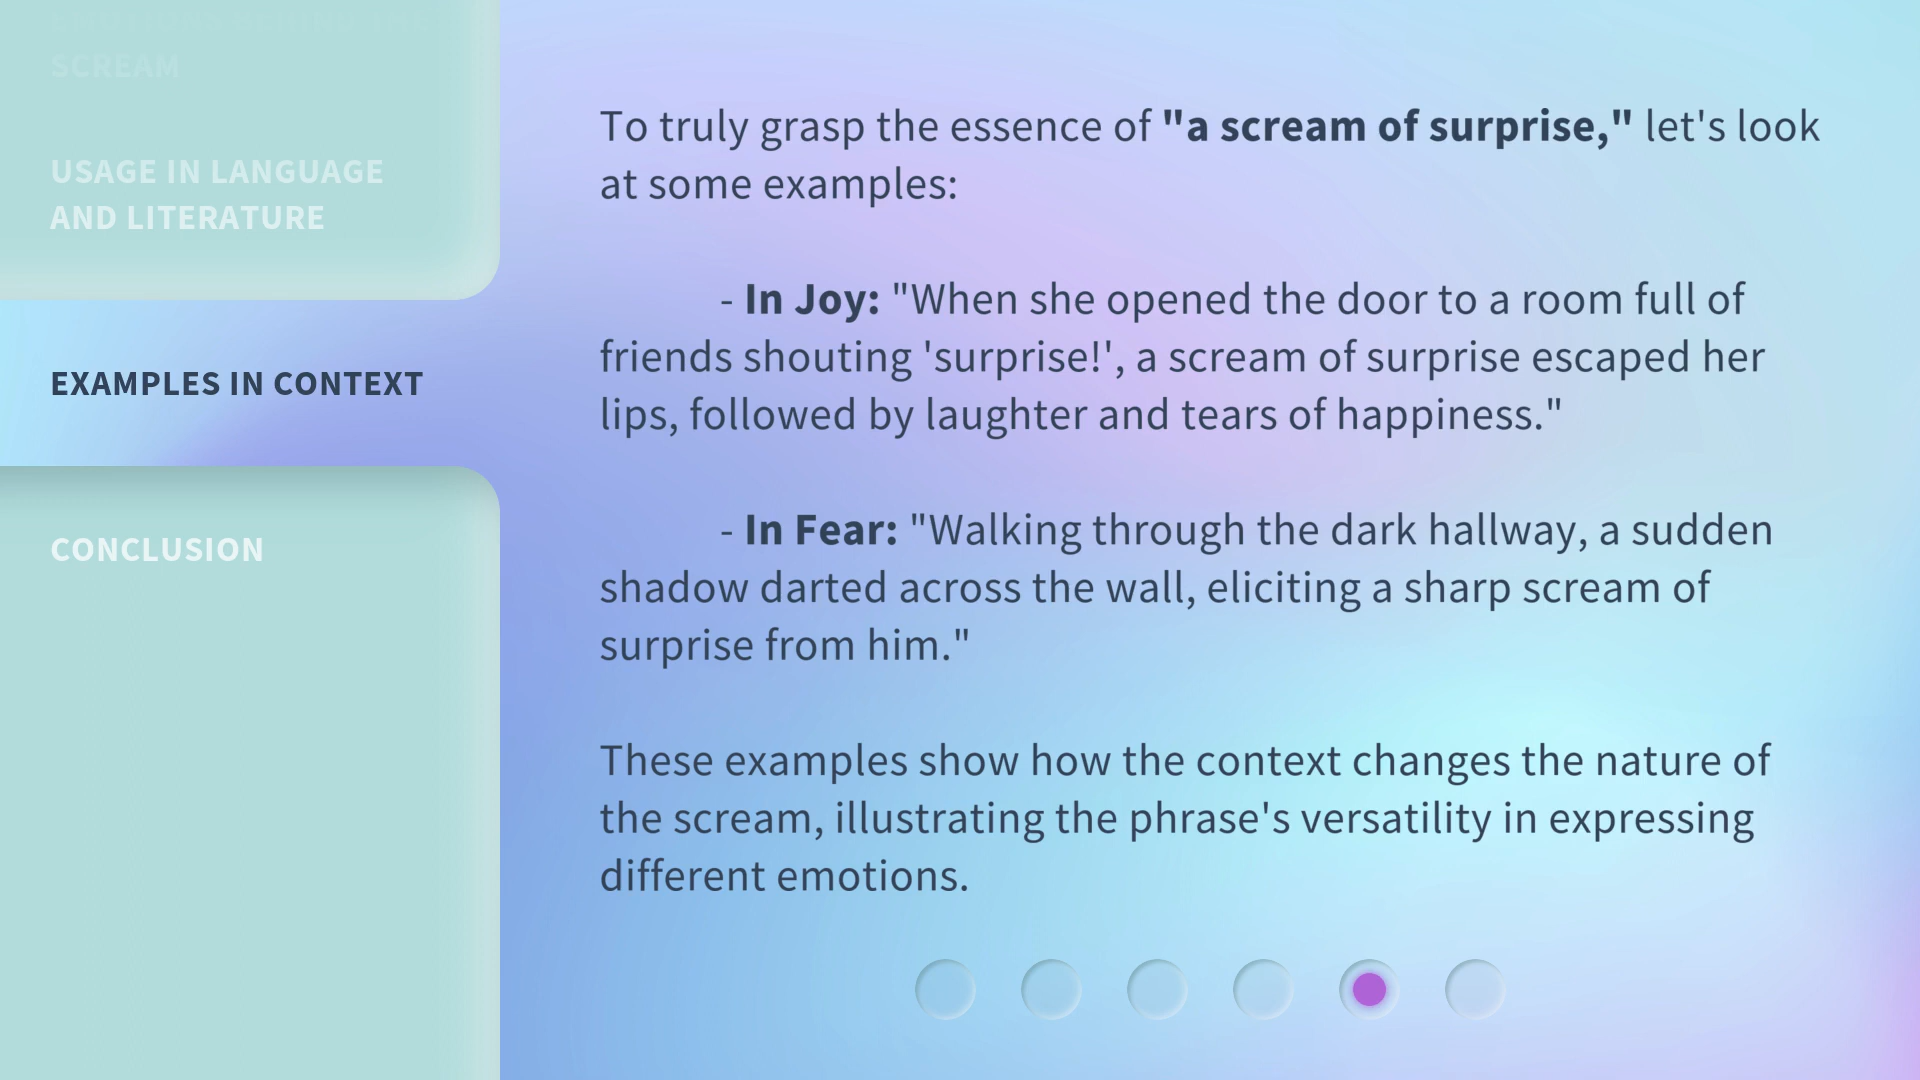 EMOTIONS BEHIND THE
SCREAM
USAGE IN LANGUAGE
AND LITERATURE
EXAMPLES IN CONTEXT
CONCLUSION
To truly grasp the essence of "a scream of surprise," let's look
at some examples:
- In Joy: "When she opened the door to a room full of
friends shouting 'surprise!', a scream of surprise escaped her
lips, followed by laughter and tears of happiness."
- In Fear: "Walking through the dark hallway, a sudden
shadow darted across the wall, eliciting a sharp scream of
surprise from him."
These examples show how the context changes the nature of
the scream, illustrating the phrase's versatility in expressing
different emotions.